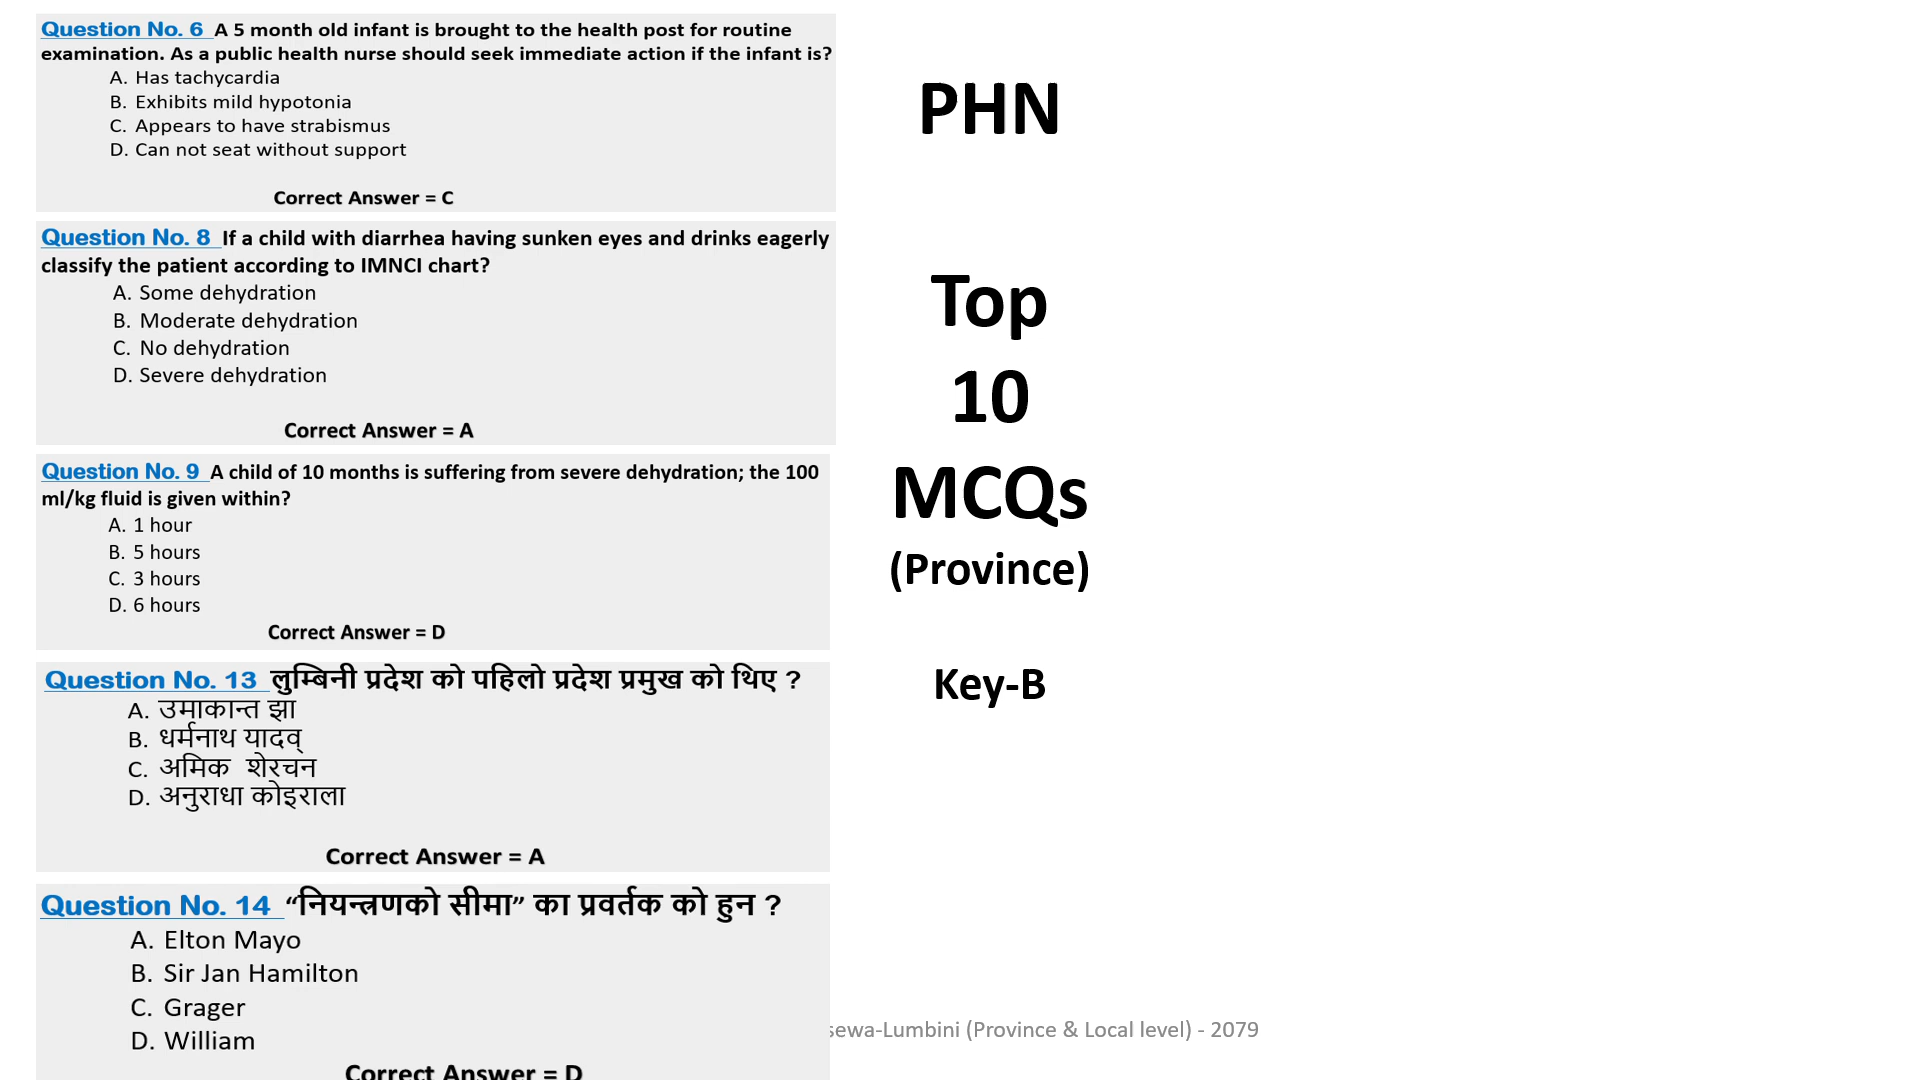 Question No. 6 A 5 month old infant is brought to the health post for routine
examination. As a public health nurse should seek immediate action if the infant is?
A. Has tachycardia
B. Exhibits mild hypotonia
C. Appears to have strabismus
D. Can not seat without support
Correct Answer = C
Question No. 8 If a child with diarrhea having sunken eyes and drinks eagerly
classify the patient according to IMNCI chart?
A. Some dehydration
B. Moderate dehydration
C. No dehydration
D. Severe dehydration
Correct Answer = A
Question No. 9 A child of 10 months is suffering from severe dehydration; the 100
ml/kg fluid is given within?
A. 1 hour
B. 5 hours
C. 3 hours
D. 6 hours
Correct Answer = D
Question No. 13 लुम्बिनी प्रदेश को पहिलो प्रदेश प्रमुख को थिए ?
A. उमाकान्त झा
B. धर्मनाथ यादव्
C. अमिक शेरचन
D. अनुराधा कोइराला
Correct Answer = A
Question No. 14 “नियन्त्रणको सीमा” का प्रवर्तक को हुन ?
A. Elton Mayo
B. Sir Jan Hamilton
C. Grager
D. William
Correct Answer = D
PHN
Top
10
MCQs
(Province)
Key-B
sewa-Lumbini (Province & Local level) - 2079